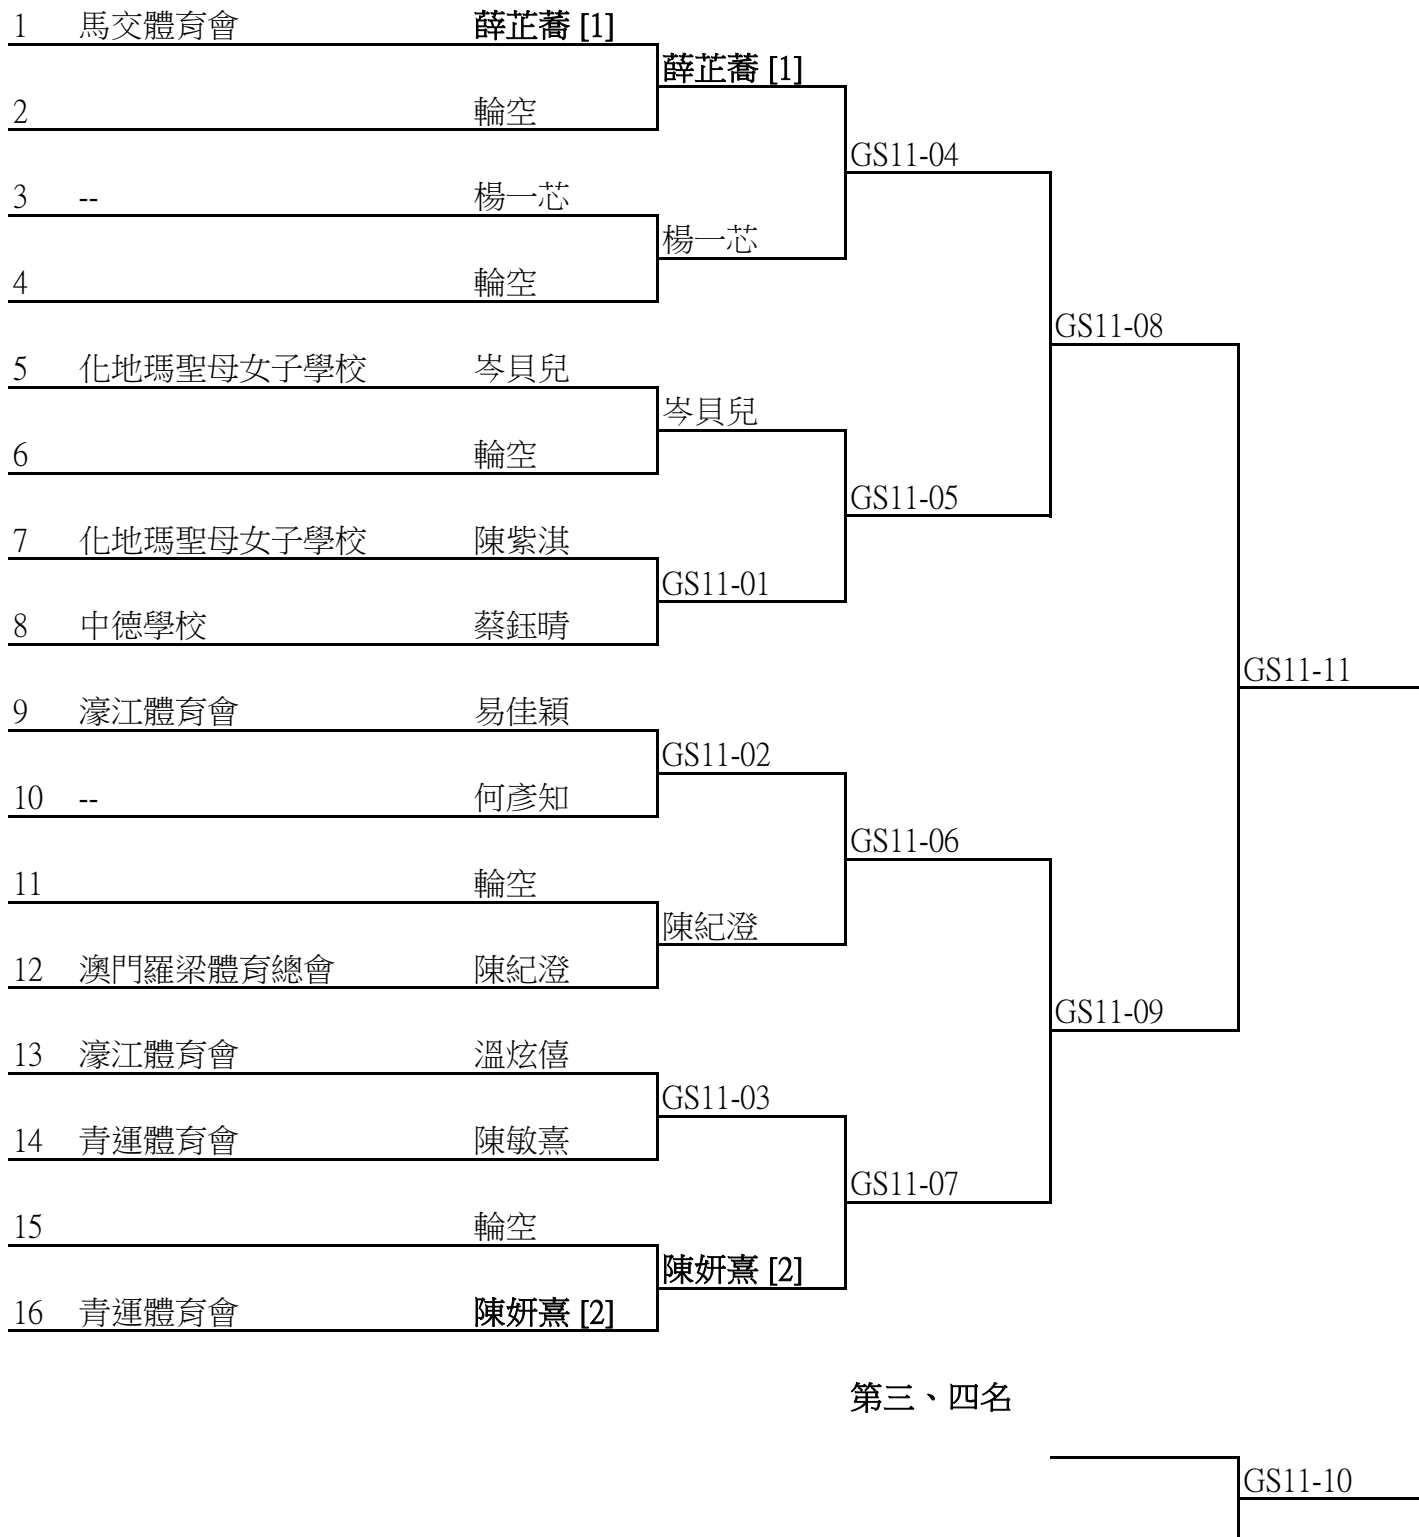 1 馬交體育會 薛芷蕎 [1]
薛芷蕎 [1]
2 輪空
GS11-04
3 -- 楊一芯
楊一芯
4 輪空
GS11-08
5 化地瑪聖母女子學校 岑貝兒
岑貝兒
6 輪空
GS11-05
7 化地瑪聖母女子學校 陳紫淇
GS11-01
8 中德學校 蔡鈺晴
GS11-11
9 濠江體育會 易佳穎
GS11-02
10 -- 何彥知
GS11-06
11 輪空
陳紀澄
12 澳門羅梁體育總會 陳紀澄
GS11-09
13 濠江體育會 溫炫僖
GS11-03
14 青運體育會 陳敏熹
GS11-07
15 輪空
陳妍熹 [2]
16 青運體育會 陳妍熹 [2]
第三、四名
GS11-10